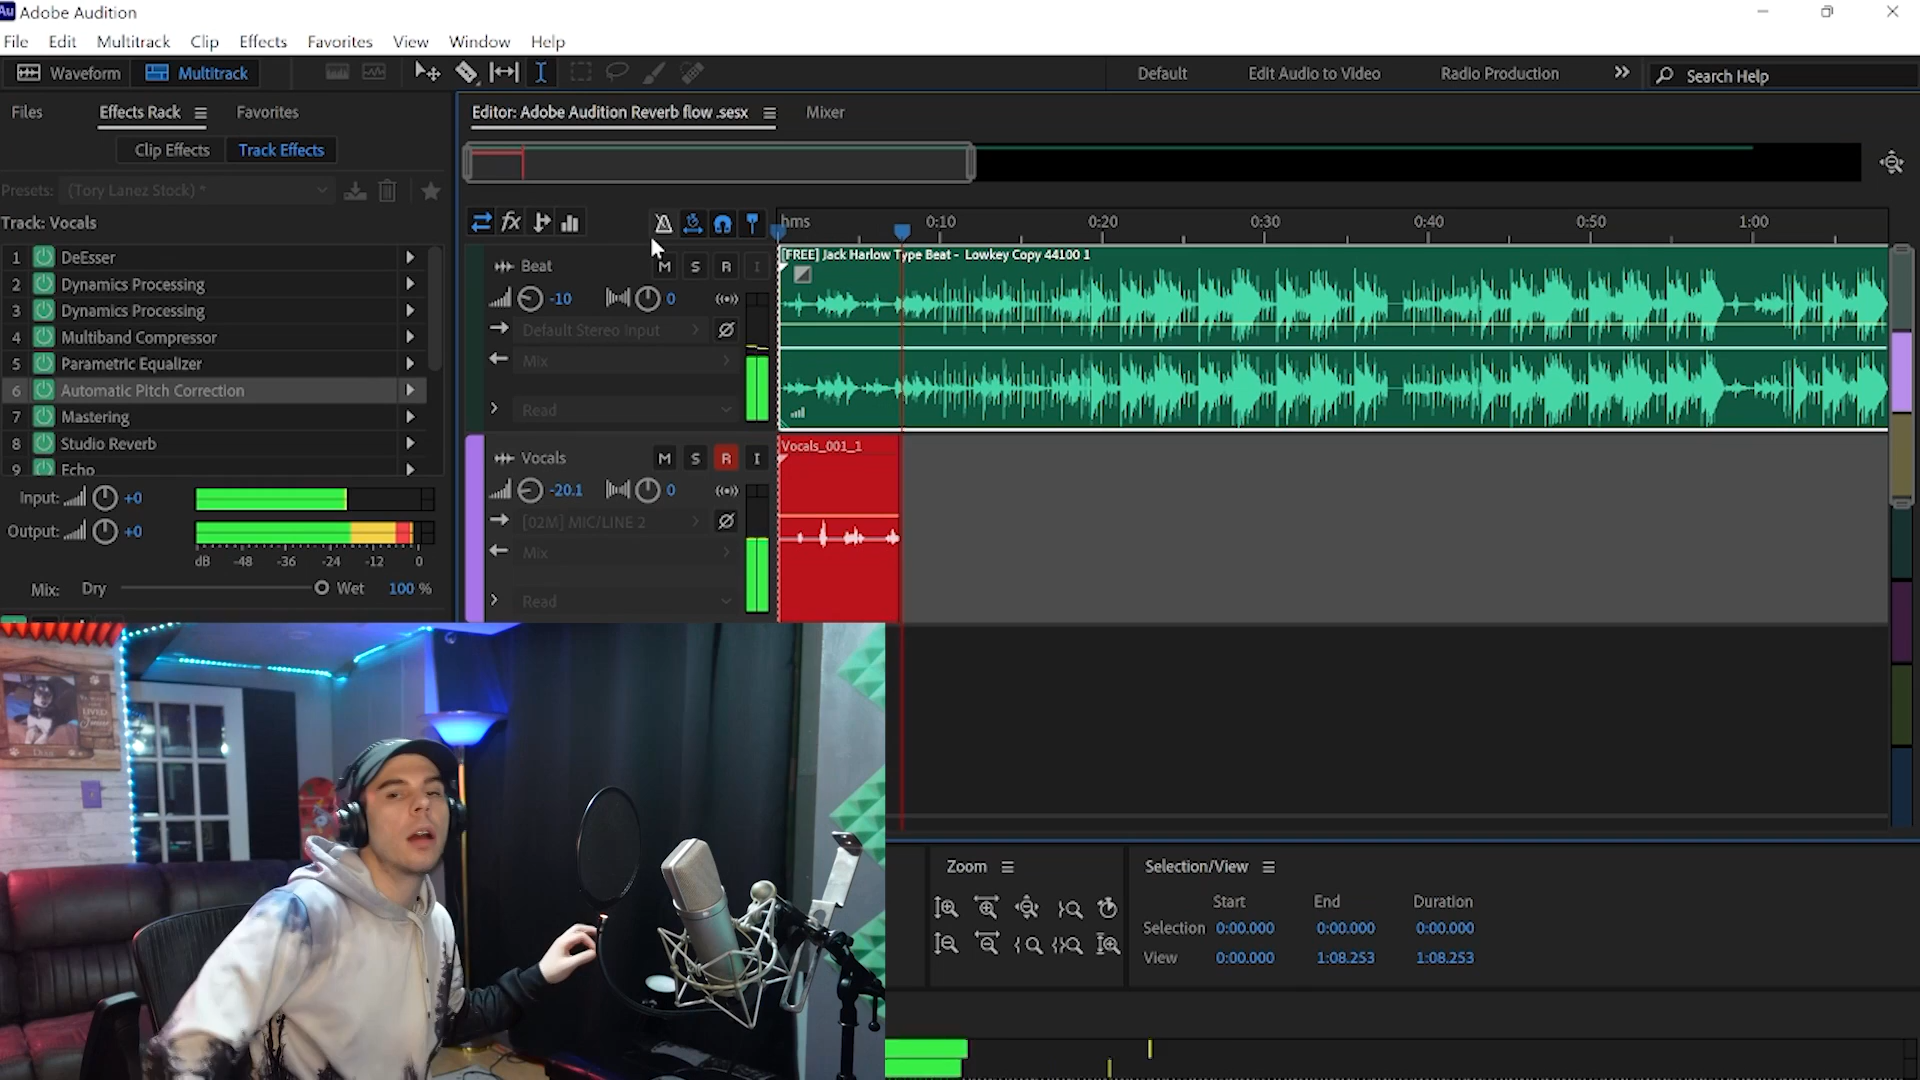 Au Adobe Audition
File Edit Multitrack Clip Effects Favorites View Window Help
Waveform Multitrack Default Edit Audio to Video Radio Production Search Help
Files Effects Rack Favorites
Clip Effects Track Effects
Presets: (Tory Lanez Stock) *
Track: Vocals
1 DeEsser
2 Dynamics Processing
3 Dynamics Processing
4 Multiband Compressor
5 Parametric Equalizer
6 Automatic Pitch Correction
7 Mastering
8 Studio Reverb
9 Echo
Input: +0
Output: +0
dB -48 -36 -24 -12 0
Mix: Dry Wet 100 %
Editor: Adobe Audition Reverb flow .sesx Mixer
fx
hms 0:10 0:20 0:30 0:40 0:50 1:00
Beat M S R I
-10 0
Default Stereo Input
Mix
Read
[FREE] Jack Harlow Type Beat - Lowkey Copy 44100 1
Vocals M S R I
-20.1 0
[02M] MIC/LINE 2
Mix
Read
Vocals_001_1
Zoom
Selection/View
Start End Duration
Selection 0:00.000 0:00.000 0:00.000
View 0:00.000 1:08.253 1:08.253